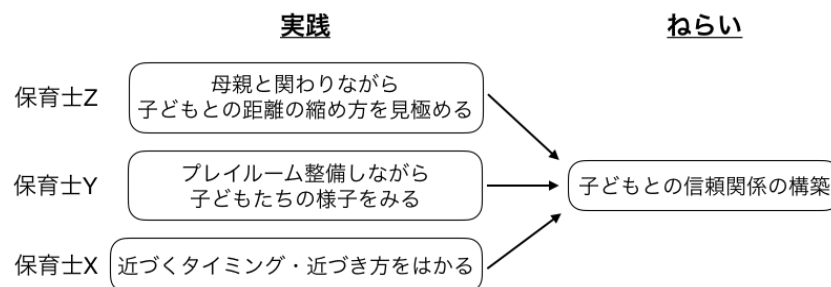 実践
ねらい
保育士Z
母親と関わりながら
子どもとの距離の縮め方を見極める
保育士Y
プレイルーム整備しながら
子どもたちの様子をみる
子どもとの信頼関係の構築
保育士X
近づくタイミング・近づき方をはかる